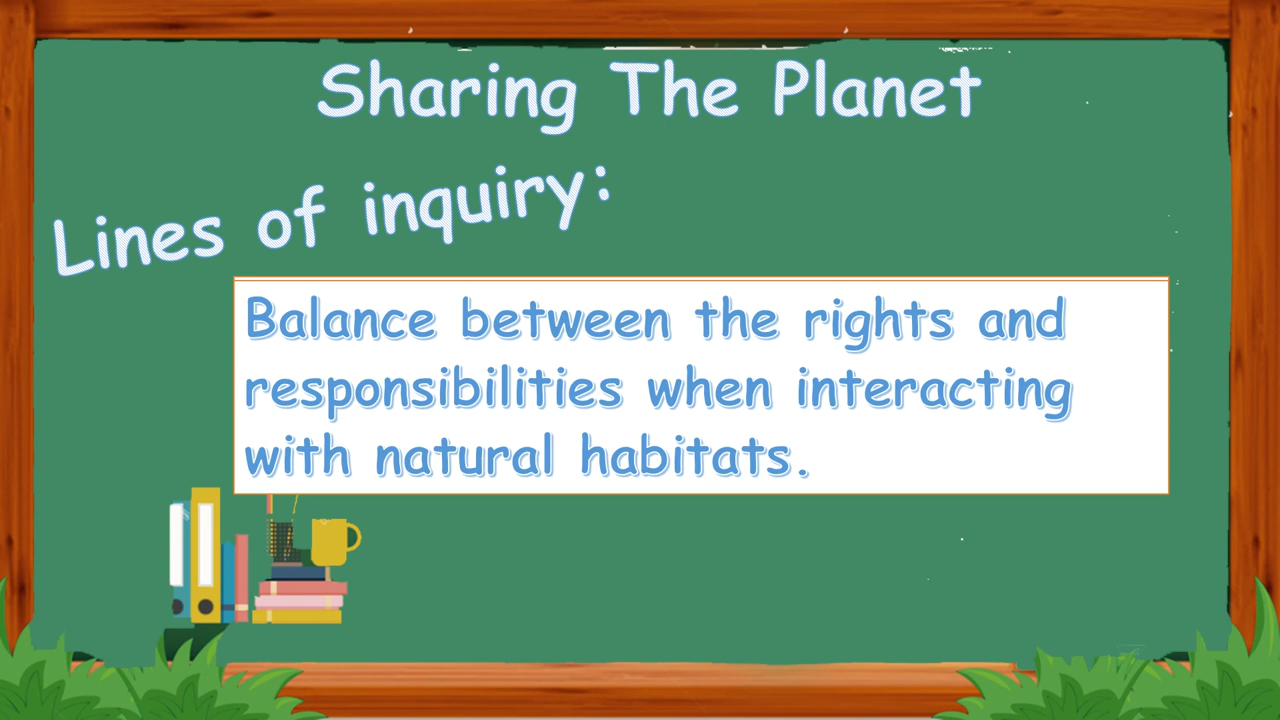 Sharing The Planet
Lines of inquiry:
Balance between the rights and
responsibilities when interacting
with natural habitats.